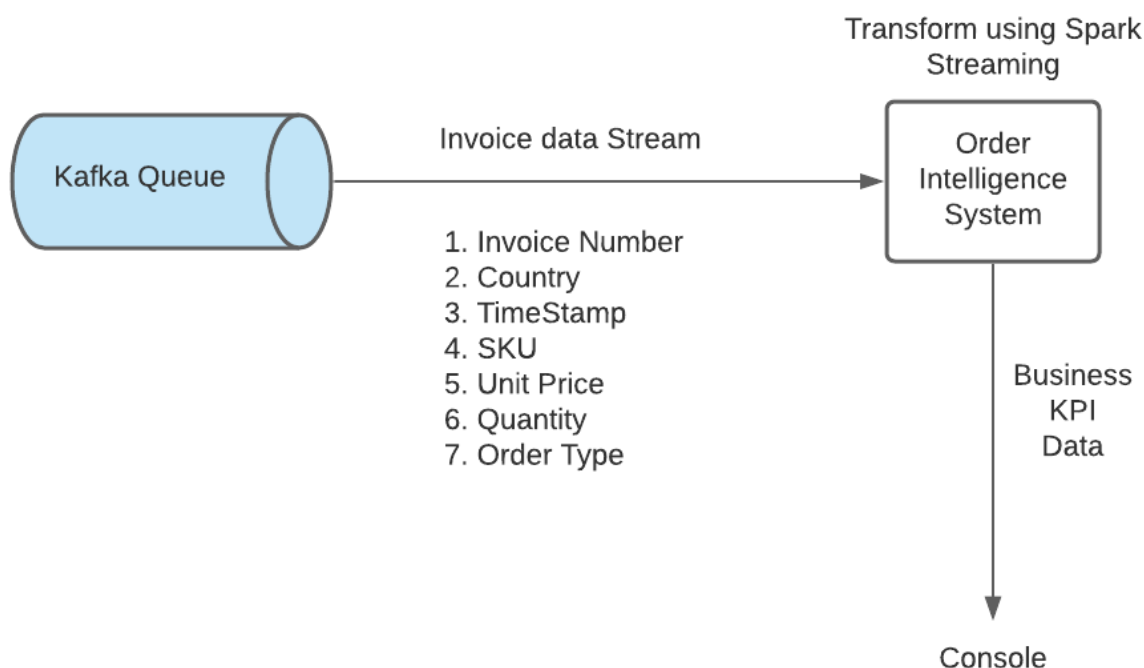 Transform using Spark
Streaming
Kafka Queue
Invoice data Stream
Order
Intelligence
System
1. Invoice Number
2. Country
3. TimeStamp
4. SKU
5. Unit Price
6. Quantity
7. Order Type
Business
KPI
Data
Console